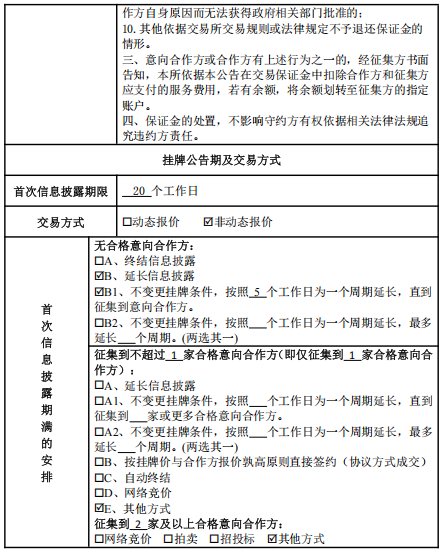 作方自身原因而无法获得政府相关部门批准的：
10. 其他依据交易所交易规则或法律规定不予退还保证金的
情形。
三、意向合作方或合作方有上述行为之一的，经征集方书面
告知，本所依据本公告在交易保证金中扣除合作方和征集方
应支付的服务费用，若有余额，将余额划转至征集方的指定
账户。
四、保证金的处置，不影响守约方有权依据相关法律法规追
究违约方责任。
挂牌公告期及交易方式
首次信息披露期限 20 个工作日
交易方式 ☐动态报价 ☑非动态报价
首次信息披露期满的安排
无合格意向合作方：
☐A、终结信息披露
☑B、延长信息披露
☑B1、不变更挂牌条件，按照 5 个工作日为一个周期延长，直到
征集到意向合作方。
☐B2、不变更挂牌条件，按照___个工作日为一个周期延长，最多
延长___个周期。(两选其一)
征集到不超过 1 家合格意向合作方（即仅征集到 1 家合格意向合
作方）：
☐A、延长信息披露
☐A1、不变更挂牌条件，按照___个工作日为一个周期延长，直到
征集到___家或更多合格意向合作方。
☐A2、不变更挂牌条件，按照___个工作日为一个周期延长，最多
延长___个周期。(两选其一)
☐B、按挂牌价与合作方报价孰高原则直接签约（协议方式成交）
☐C、自动终结
☐D、网络竞价
☑E、其他方式
征集到 2 家及以上合格意向合作方：
☐网络竞价 ☐拍卖 ☐招投标 ☑其他方式